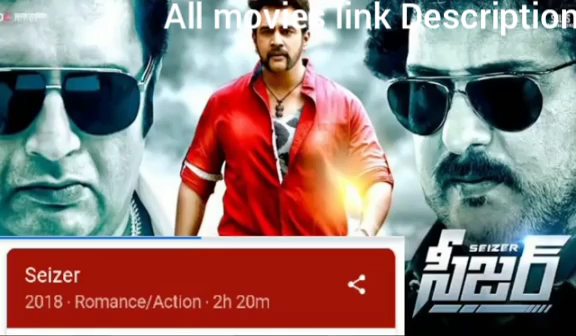 All movies link Description
SEIZER
సీజర్
Seizer
2018 · Romance/Action · 2h 20m